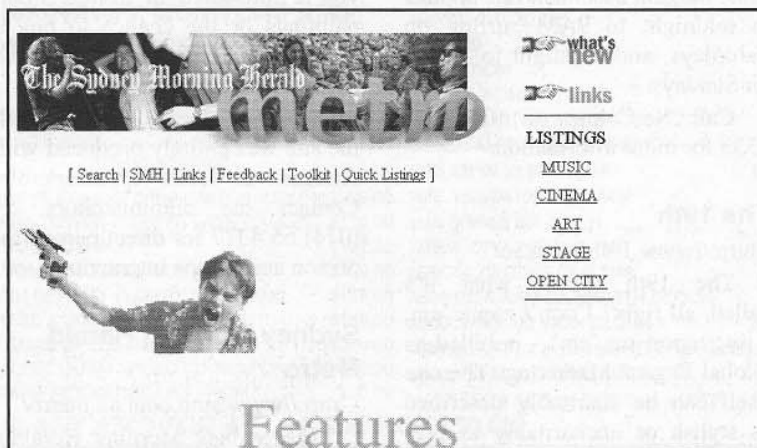 The Sydney Morning Herald
metro
[ Search | SMH | Links | Feedback | Toolkit | Quick Listings ]
what's
new
links
LISTINGS
MUSIC
CINEMA
ART
STAGE
OPEN CITY
Features